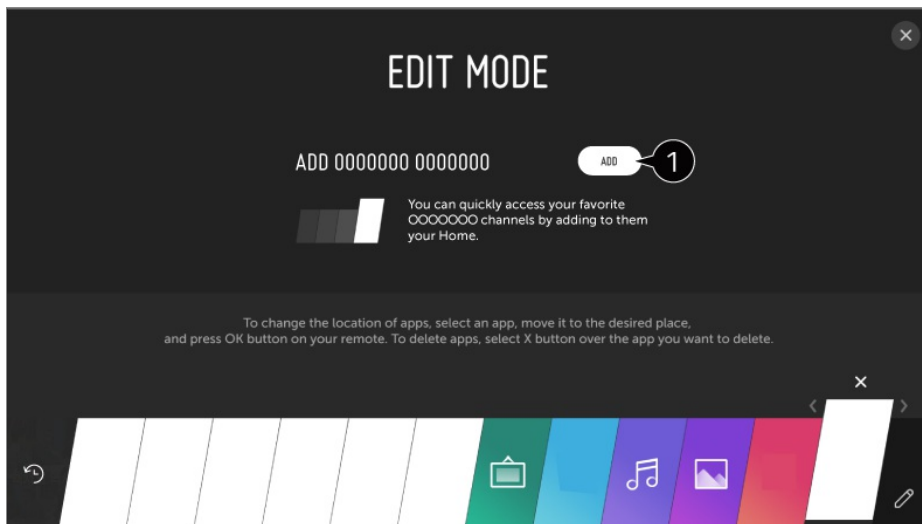 EDIT MODE
ADD OOOOOOO OOOOOOO
ADD
1
You can quickly access your favorite
OOOOOOO channels by adding to them
your Home.
To change the location of apps, select an app, move it to the desired place,
and press OK button on your remote. To delete apps, select X button over the app you want to delete.